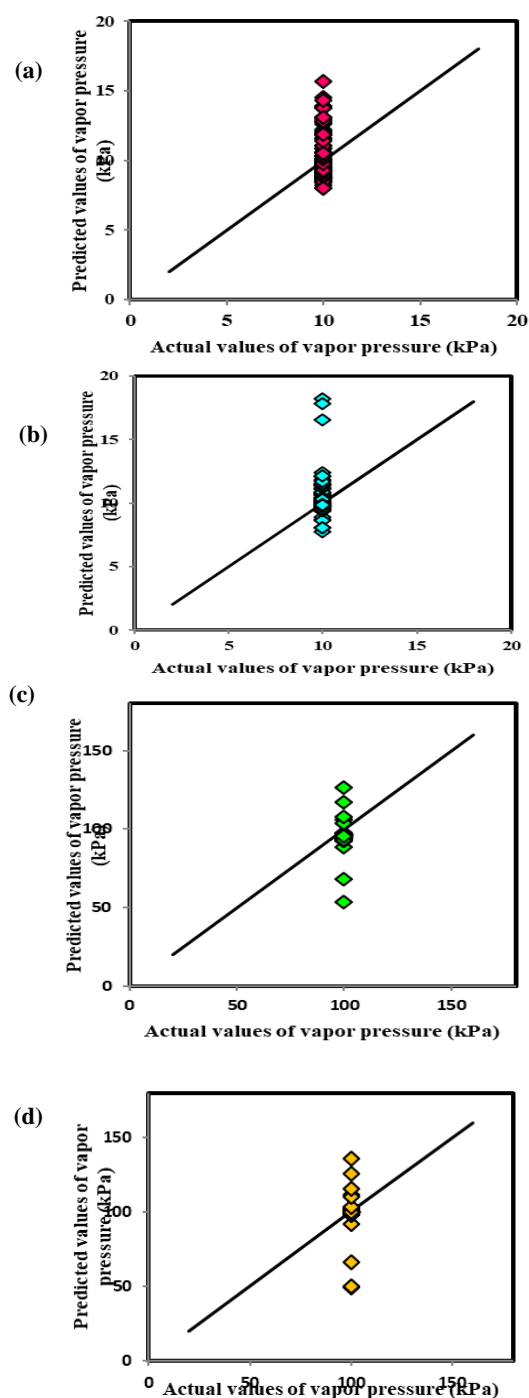 (a)
Predicted values of vapor pressure
(kPa)
20
15
10
5
0
0 5 10 15 20
Actual values of vapor pressure (kPa)
(b)
Predicted values of vapor pressure
(kPa)
20
15
10
5
0
0 5 10 15 20
Actual values of vapor pressure (kPa)
(c)
Predicted values of vapor pressure
(kPa)
150
100
50
0
0 50 100 150
Actual values of vapor pressure (kPa)
(d)
Predicted values of vapor
pressure (kPa)
150
100
50
0
0 50 100 150
Actual values of vapor pressure (kPa)